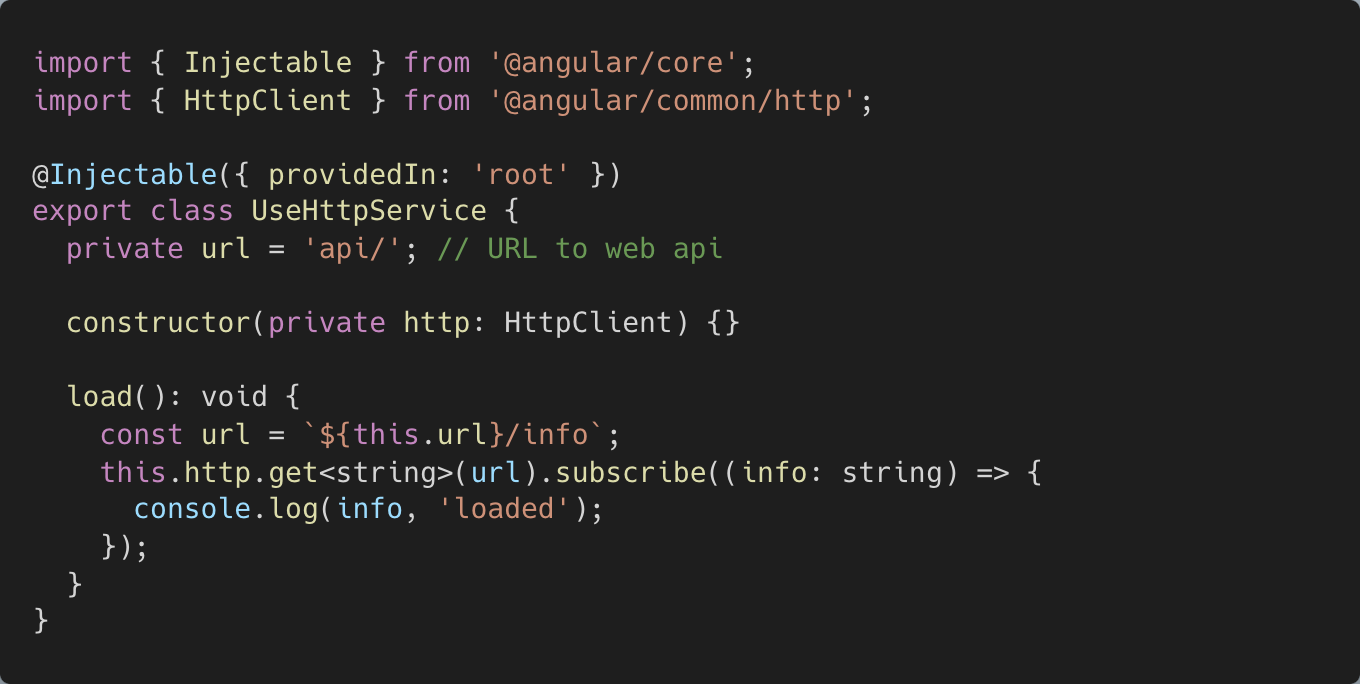 import { Injectable } from '@angular/core';
import { HttpClient } from '@angular/common/http';

@Injectable({ providedIn: 'root' })
export class UseHttpService {
  private url = 'api/'; // URL to web api

  constructor(private http: HttpClient) {}

  load(): void {
    const url = `${this.url}/info`;
    this.http.get<string>(url).subscribe((info: string) => {
      console.log(info, 'loaded');
    });
  }
}